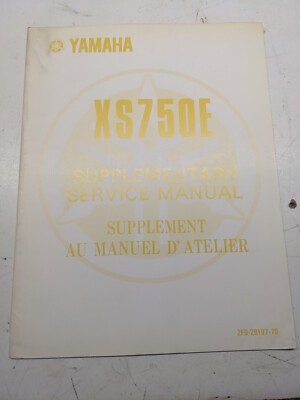 YAMAHA
XS750E
SUPPLEMENTARY
SERVICE MANUAL
SUPPLEMENT
AU MANUEL D'ATELIER